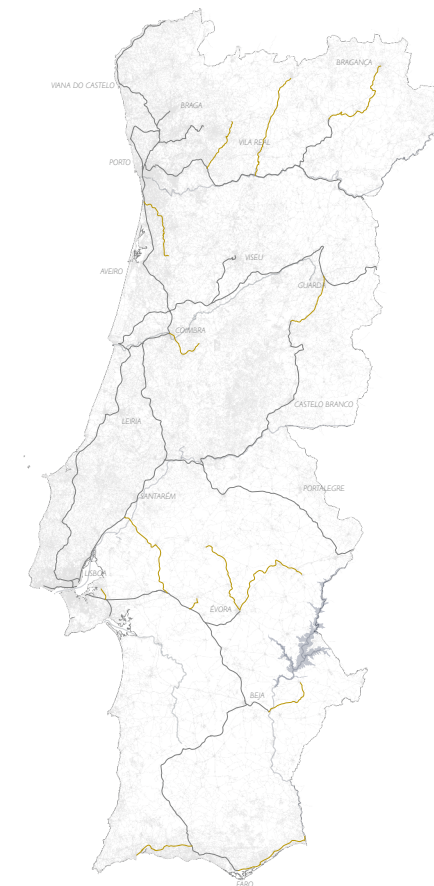 BRAGANÇA
VIANA DO CASTELO
BRAGA
VILA REAL
PORTO
VISEU
AVEIRO
GUARDA
COIMBRA
CASTELO BRANCO
LEIRIA
PORTALEGRE
SANTARÉM
LISBOA
ÉVORA
BEJA
FARO